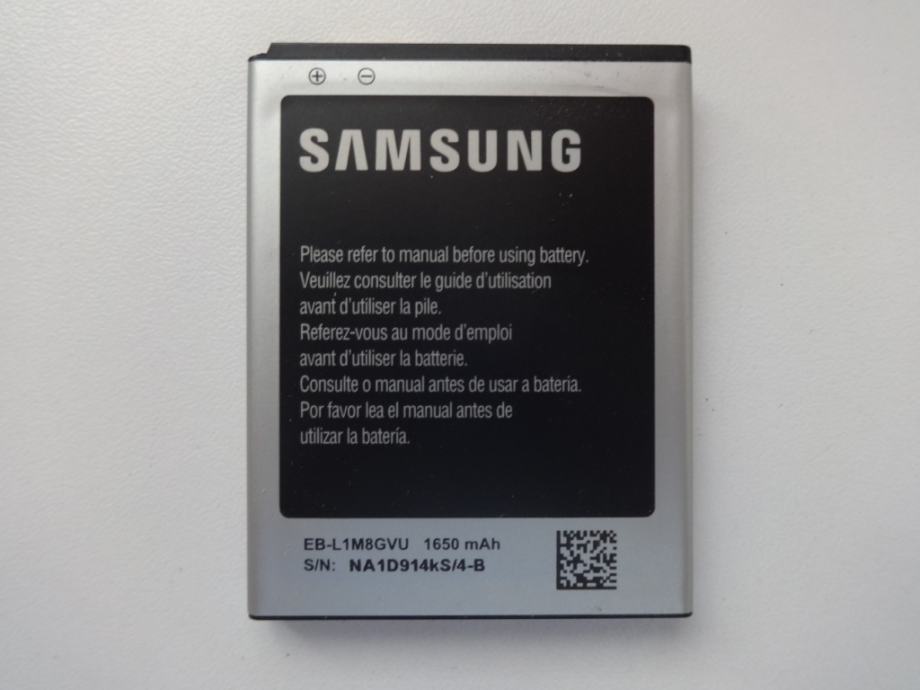 SAMSUNG
Please refer to manual before using battery.
Veuillez consulter le guide d'utilisation
avant d'utiliser la pile.
Referez-vous au mode d'emploi
avant d'utiliser la batterie.
Consulte o manual antes de usar a bateria.
Por favor lea el manual antes de
utilizar la batería.
EB-L1M8GVU 1650 mAh
S/N: NA1D914kS/4-B